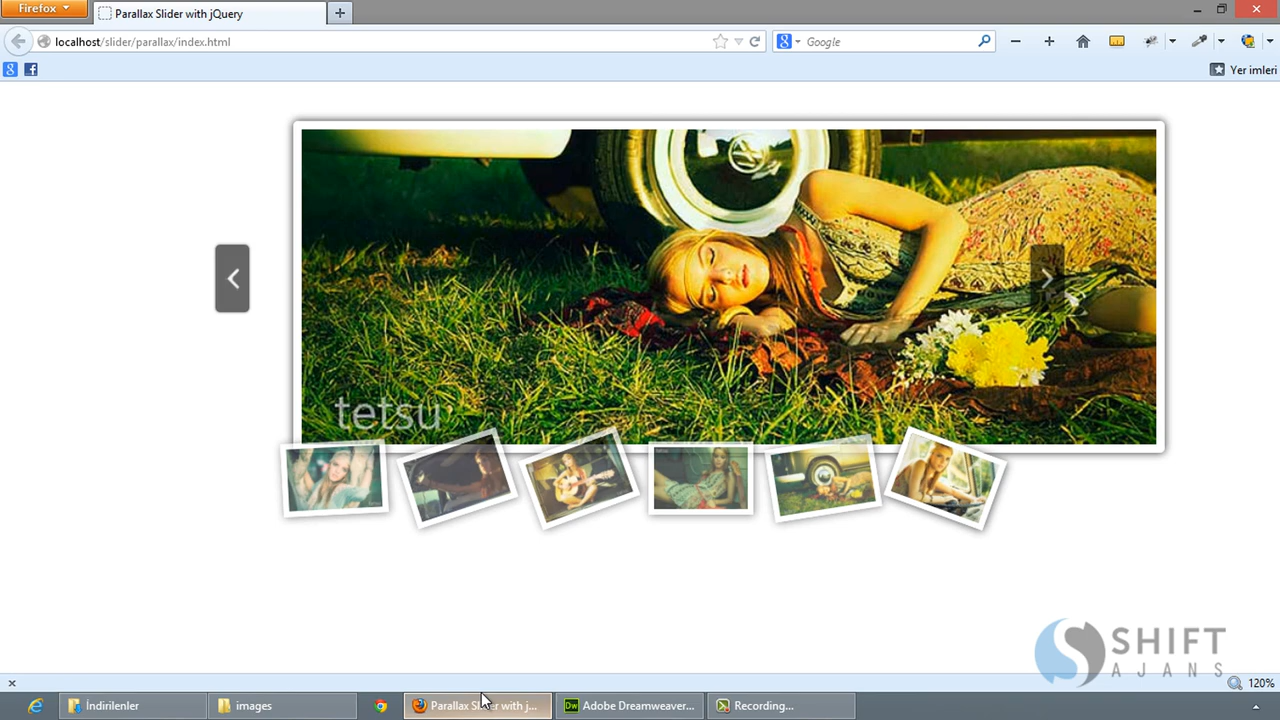 Firefox
Parallax Slider with jQuery
localhost/slider/parallax/index.html
Google
Yer imleri
tetsu
SHIFT
AJANS
120%
İndirilenler
images
Parallax Slider with j...
Adobe Dreamweaver...
Recording...